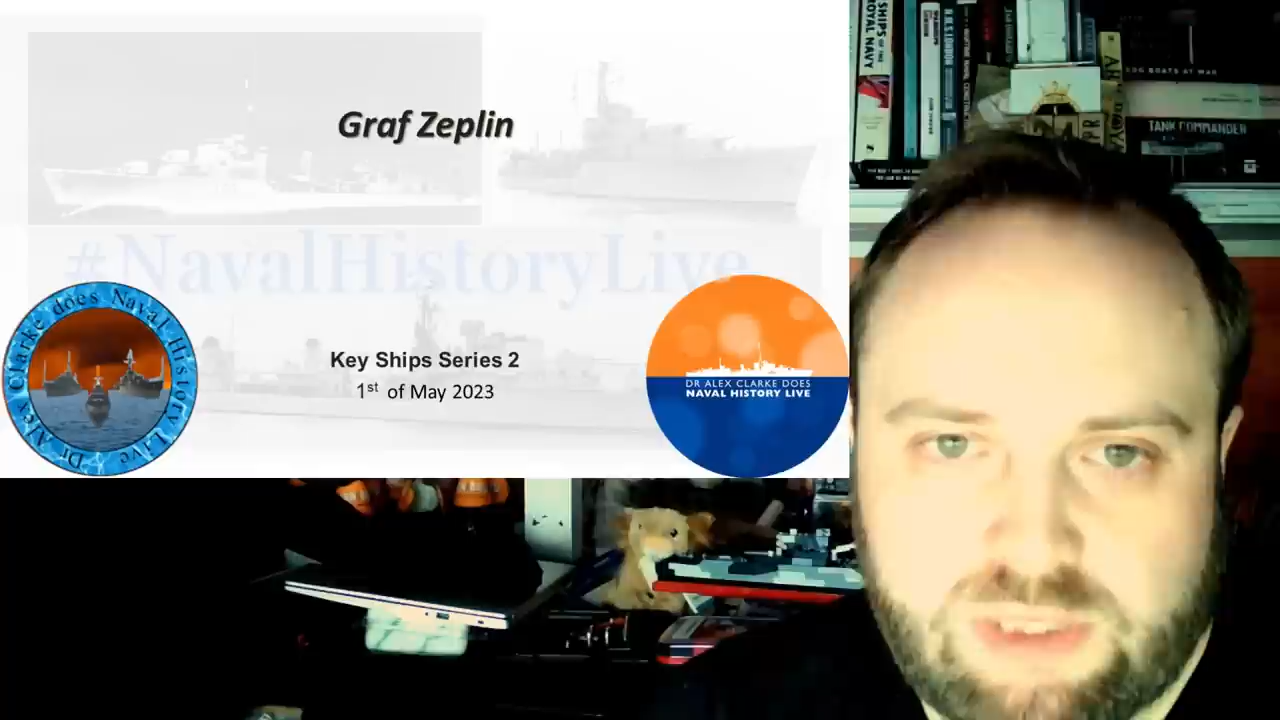 Graf Zeplin
#NavalHistoryLive
Key Ships Series 2
1st of May 2023
Dr Alex Clarke does Naval History Live
DR ALEX CLARKE DOES
NAVAL HISTORY LIVE
SHIPS OF THE
ROYAL NAVY
TANK COMMANDER
BOATS AT WAR